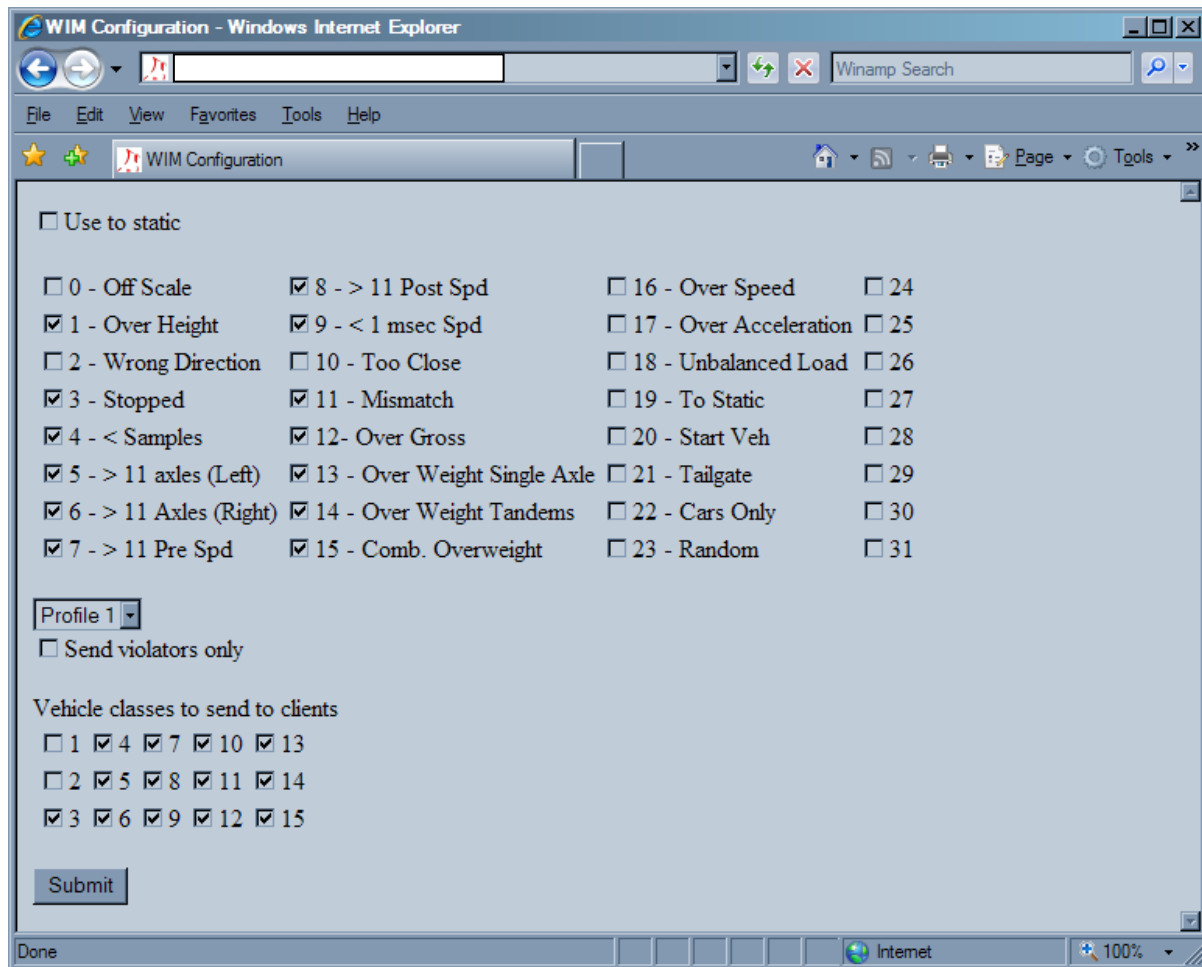 WIM Configuration - Windows Internet Explorer
Winamp Search
File Edit View Favorites Tools Help
WIM Configuration Page Tools »
Use to static
0 - Off Scale 8 - > 11 Post Spd 16 - Over Speed 24
1 - Over Height 9 - < 1 msec Spd 17 - Over Acceleration 25
2 - Wrong Direction 10 - Too Close 18 - Unbalanced Load 26
3 - Stopped 11 - Mismatch 19 - To Static 27
4 - < Samples 12- Over Gross 20 - Start Veh 28
5 - > 11 axles (Left) 13 - Over Weight Single Axle 21 - Tailgate 29
6 - > 11 Axles (Right) 14 - Over Weight Tandems 22 - Cars Only 30
7 - > 11 Pre Spd 15 - Comb. Overweight 23 - Random 31
Profile 1
Send violators only
Vehicle classes to send to clients
1 4 7 10 13
2 5 8 11 14
3 6 9 12 15
Submit
Done Internet 100%